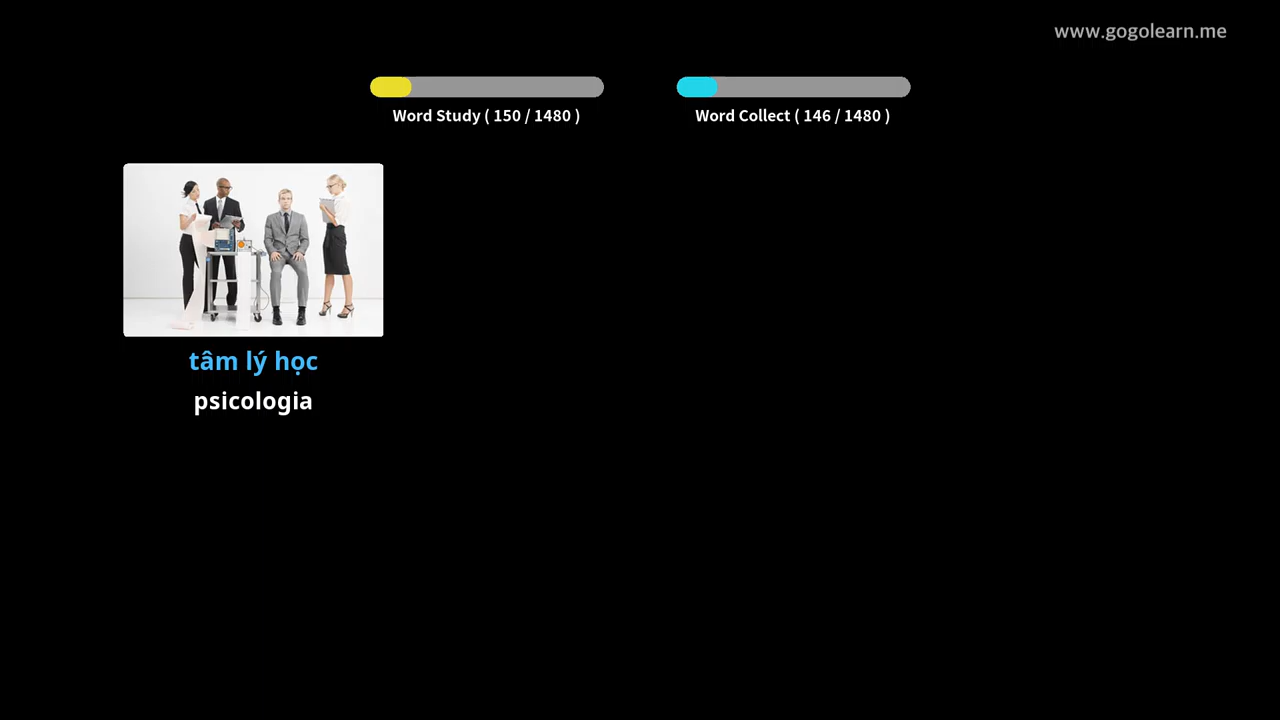 www.gogolearn.me
Word Study ( 150 / 1480 )
Word Collect ( 146 / 1480 )
tâm lý học
psicologia